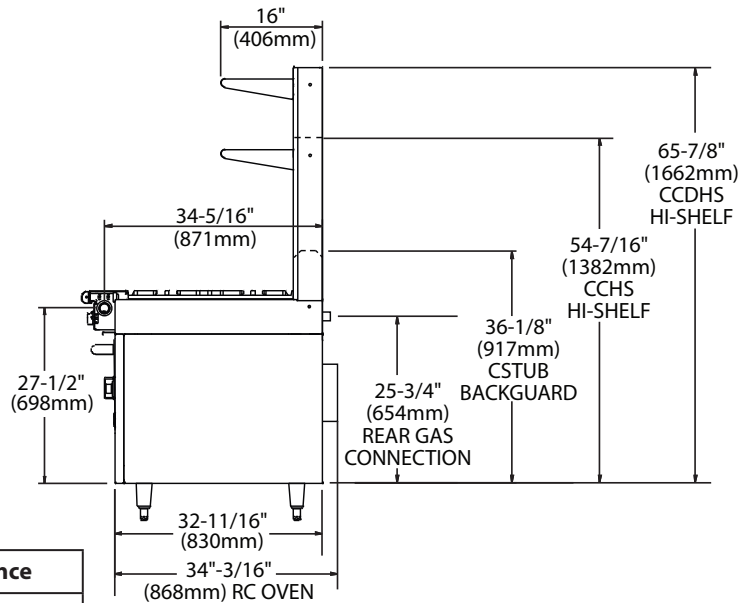 16"
(406mm)
65-7/8"
(1662mm)
CCDHS
HI-SHELF
34-5/16"
(871mm)
54-7/16"
(1382mm)
CCHS
HI-SHELF
36-1/8"
(917mm)
CSTUB
BACKGUARD
27-1/2"
(698mm)
25-3/4"
(654mm)
REAR GAS
CONNECTION
32-11/16"
(830mm)
34"-3/16"
(868mm) RC OVEN